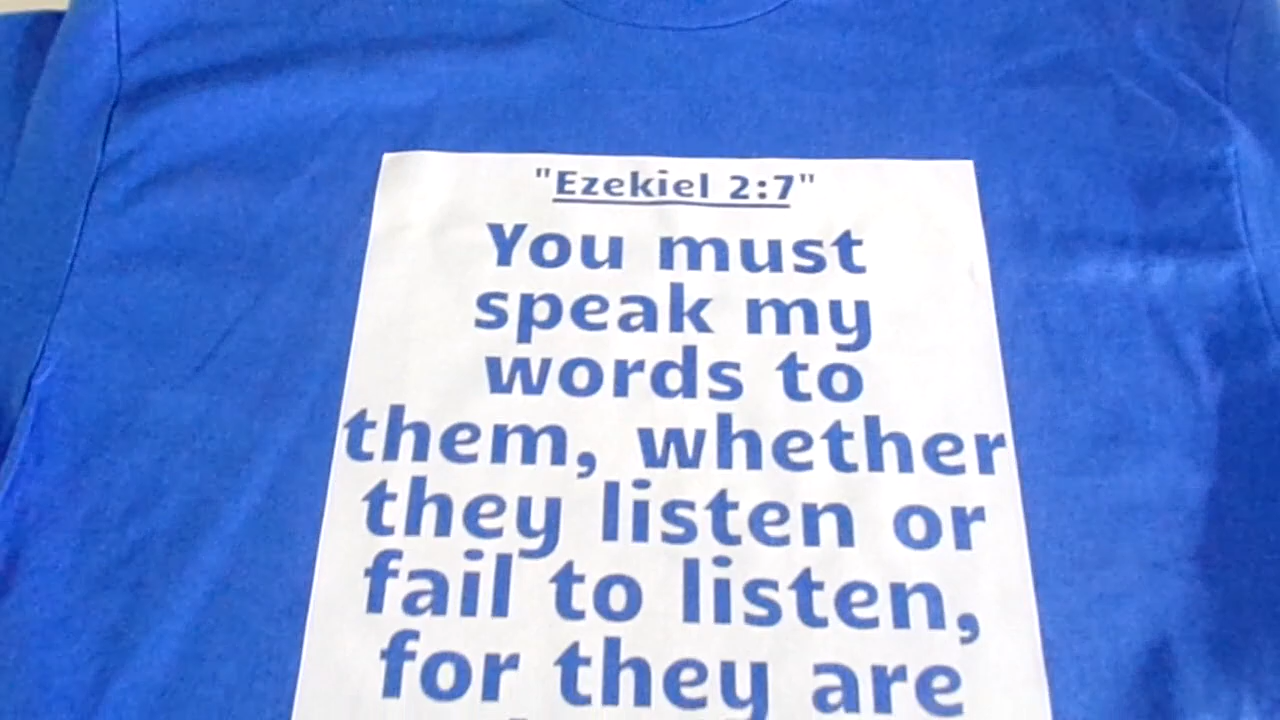 "Ezekiel 2:7"
You must
speak my
words to
them, whether
they listen or
fail to listen,
for they are